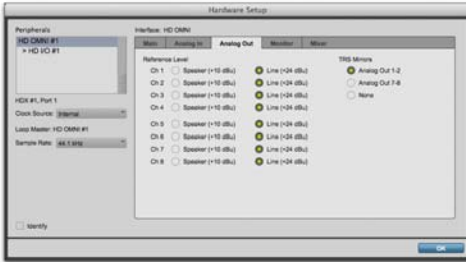 Hardware Setup
Peripherals
HD OMNI #1
> HD I/O #1
HDX #1, Port 1
Clock Source: Internal
Loop Master: HD OMNI #1
Sample Rate: 44.1 kHz
Identify
Interface: HD OMNI
Main Analog In Analog Out Monitor Mixer
Reference Level
Ch 1 Speaker (+10 dBu) Line (+24 dBu)
Ch 2 Speaker (+10 dBu) Line (+24 dBu)
Ch 3 Speaker (+10 dBu) Line (+24 dBu)
Ch 4 Speaker (+10 dBu) Line (+24 dBu)
Ch 5 Speaker (+10 dBu) Line (+24 dBu)
Ch 6 Speaker (+10 dBu) Line (+24 dBu)
Ch 7 Speaker (+10 dBu) Line (+24 dBu)
Ch 8 Speaker (+10 dBu) Line (+24 dBu)
TRS Mirrors
Analog Out 1-2
Analog Out 7-8
None
OK